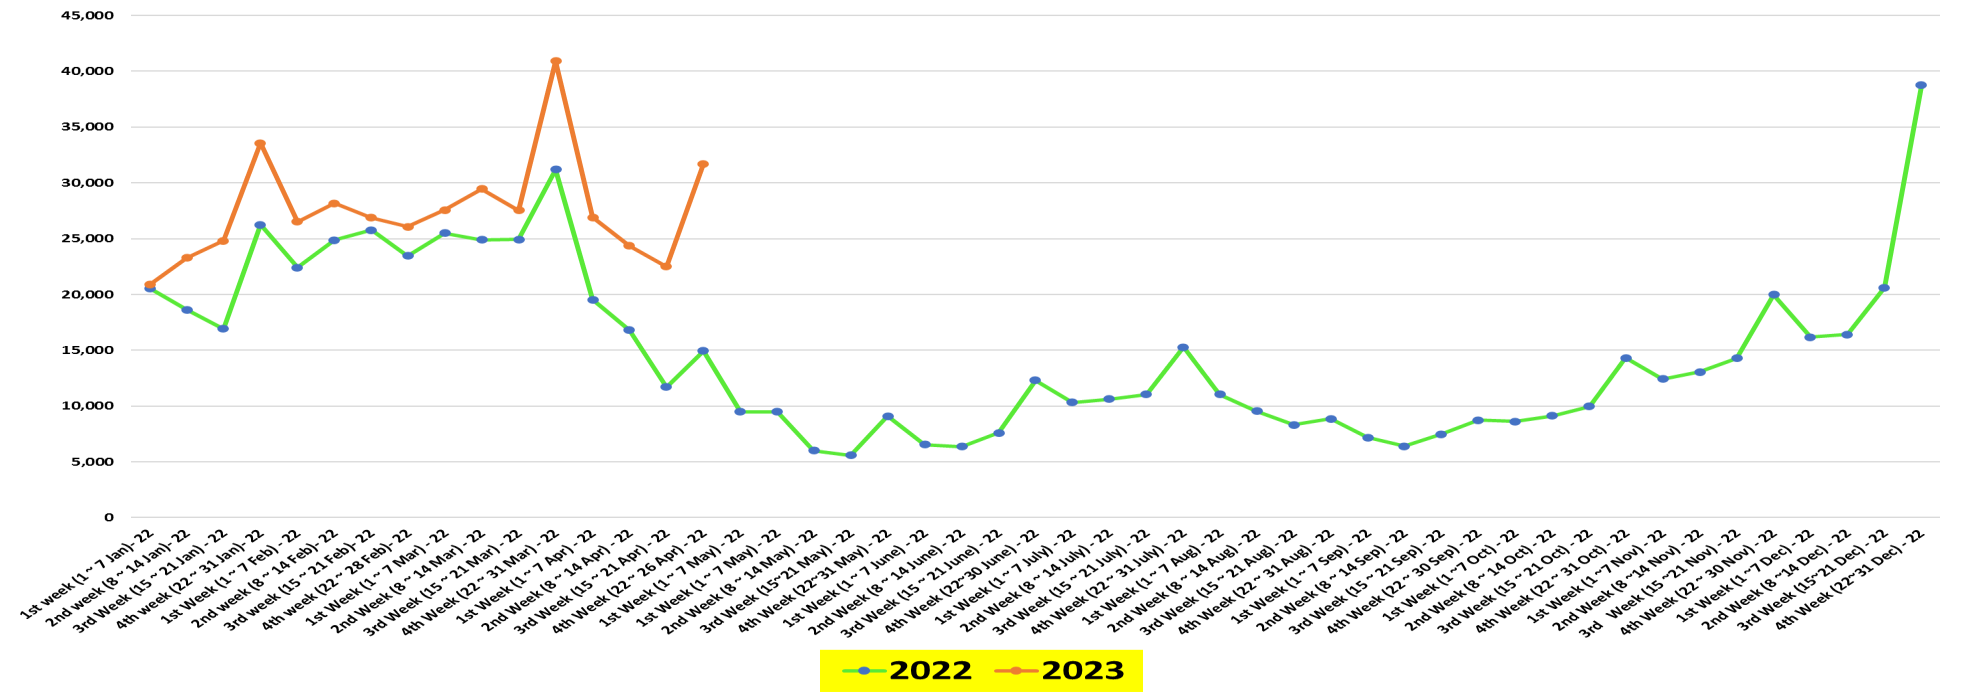 45,000
40,000
35,000
30,000
25,000
20,000
15,000
10,000
5,000
0
1st week (1 ~ 7 Jan)- 22
2nd week (8 ~ 14 Jan)- 22
3rd Week (15 ~ 21 Jan) - 22
4th week (22 ~ 31 Jan)- 22
1st Week (1 ~ 7 Feb) - 22
2nd week (8 ~ 14 Feb)- 22
3rd week (15 ~ 21 Feb)- 22
4th week (22 ~ 28 Feb)- 22
1st Week (1 ~ 7 Mar) - 22
2nd Week (8 ~ 14 Mar) - 22
3rd Week (15 ~ 21 Mar) - 22
4th Week (22 ~ 31 Mar) - 22
1st Week (1 ~ 7 Apr) - 22
2nd Week (8 ~ 14 Apr) - 22
3rd Week (15 ~ 21 Apr) - 22
4th Week (22 ~ 26 Apr) - 22
1st Week (1 ~ 7 May) - 22
1st Week (1 ~ 7 May) - 22
2nd Week (8 ~ 14 May) - 22
3rd Week (15~21 May) - 22
4th Week (22~31 May) - 22
1st Week (1 ~ 7 June) - 22
2nd Week (8 ~ 14 June) - 22
3rd Week (15 ~ 21 June) - 22
4th Week (22~30 June) - 22
1st Week (1 ~ 7 July) - 22
2nd Week (8 ~ 14 July) - 22
3rd Week (15 ~ 21 July) - 22
4th Week (22 ~ 31 July) - 22
1st Week (1 ~ 7 Aug) - 22
2nd Week (8 ~ 14 Aug) - 22
3rd Week (15 ~ 21 Aug) - 22
4th Week (22 ~ 31 Aug) - 22
1st Week (1 ~ 7 Sep) - 22
2nd Week (8 ~ 14 Sep) - 22
3rd Week (15 ~ 21 Sep) - 22
4th Week (22 ~ 30 Sep) - 22
1st Week (1 ~ 7 Oct) - 22
2nd Week (8 ~ 14 Oct) - 22
3rd Week (15 ~ 21 Oct) - 22
4th Week (22 ~ 31 Oct) - 22
1st Week (1 ~ 7 Nov) - 22
2nd Week (8 ~14 Nov) - 22
3rd Week (15 ~ 21 Nov) - 22
4th Week (22 ~ 30 Nov) - 22
1st Week (1 ~ 7 Dec) - 22
2nd Week (8 ~14 Dec) - 22
3rd Week (15~21 Dec) - 22
4th Week (22~31 Dec) - 22
2022
2023